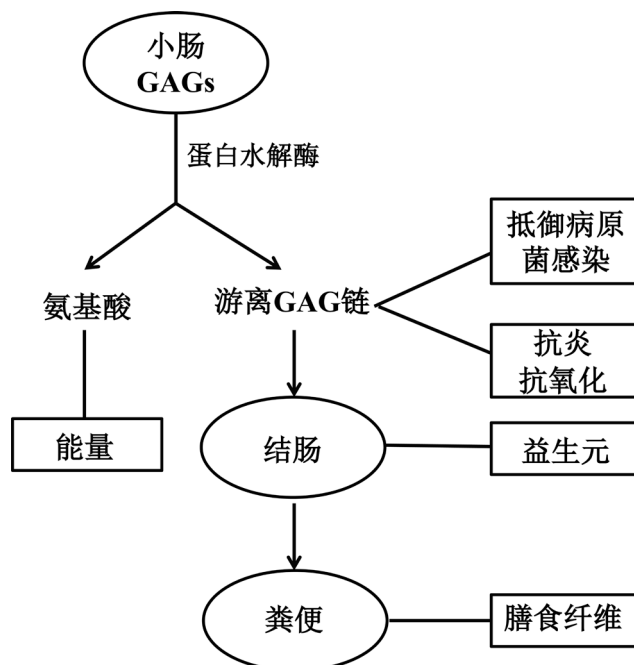 小肠
GAGs
蛋白水解酶
氨基酸
游离GAG链
抵御病原
菌感染
抗炎
抗氧化
能量
结肠
益生元
粪便
膳食纤维